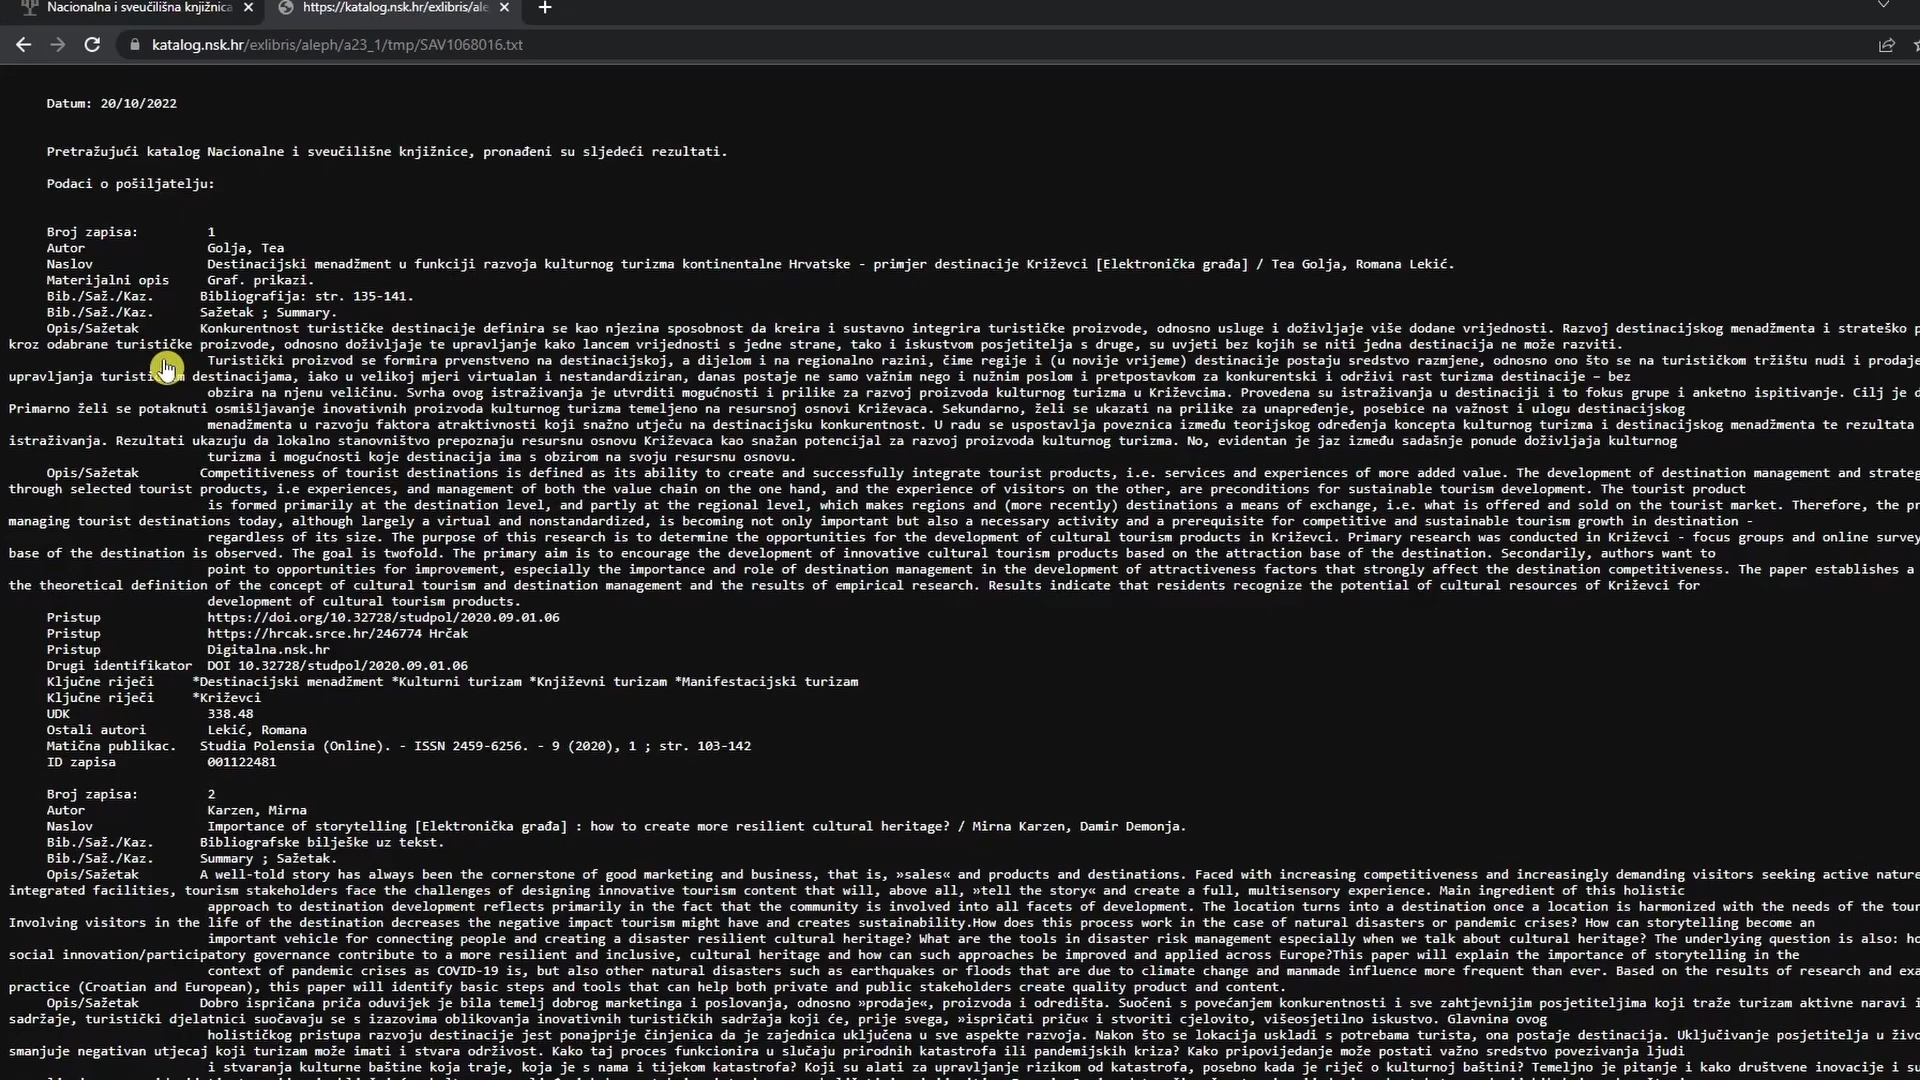 Nacionalna i sveučilišna knjižnica
https://katalog.nsk.hr/exlibris/ale
katalog.nsk.hr/exlibris/aleph/a23_1/tmp/SAV1068016.txt
Datum: 20/10/2022
Pretražujući katalog Nacionalne i sveučilišne knjižnice, pronađeni su sljedeći rezultati.
Podaci o pošiljatelju:
Broj zapisa: 1
Autor Golja, Tea
Naslov Destinacijski menadžment u funkciji razvoja kulturnog turizma kontinentalne Hrvatske - primjer destinacije Križevci [Elektronička građa] / Tea Golja, Romana Lekić.
Materijalni opis Graf. prikazi.
Bib./Saž./Kaz. Bibliografija: str. 135-141.
Bib./Saž./Kaz. Sažetak ; Summary.
Opis/Sažetak Konkurentnost turističke destinacije definira se kao njezina sposobnost da kreira i sustavno integrira turističke proizvode, odnosno usluge i doživljaje više dodane vrijednosti. Razvoj destinacijskog menadžmenta i strateško
kroz odabrane turističke proizvode, odnosno doživljaje te upravljanje kako lancem vrijednosti s jedne strane, tako i iskustvom posjetitelja s druge, su uvjeti bez kojih se niti jedna destinacija ne može razviti.
Turistički proizvod se formira prvenstveno na destinacijskoj, a dijelom i na regionalno razini, čime regije i (u novije vrijeme) destinacije postaju sredstvo razmjene, odnosno ono što se na turističkom tržištu nudi i prodaje
upravljanja destinacijama, iako u velikoj mjeri virtualan i nestandardiziran, danas postaje ne samo važnim nego i nužnim poslom i pretpostavkom za konkurentski i održivi rast turizma destinacije – bez
obzira na njenu veličinu. Svrha ovog istraživanja je utvrditi mogućnosti i prilike za razvoj proizvoda kulturnog turizma u Križevcima. Provedena su istraživanja u destinaciji i to fokus grupe i anketno ispitivanje. Cilj je
Primarno želi se potaknuti osmišljavanje inovativnih proizvoda kulturnog turizma temeljeno na resursnoj osnovi Križevaca. Sekundarno, želi se ukazati na prilike za unapređenje, posebice na važnost i ulogu destinacijskog
menadžmenta u razvoju faktora atraktivnosti koji snažno utječu na destinacijsku konkurentnost. U radu se uspostavlja poveznica između teorijskog određenja koncepta kulturnog turizma i destinacijskog menadžmenta te rezultata
istraživanja. Rezultati ukazuju da lokalno stanovništvo prepoznaju resursnu osnovu Križevaca kao snažan potencijal za razvoj proizvoda kulturnog turizma. No, evidentan je jaz između sadašnje ponude doživljaja kulturnog
turizma i mogućnosti koje destinacija ima s obzirom na svoju resursnu osnovu.
Opis/Sažetak Competitiveness of tourist destinations is defined as its ability to create and successfully integrate tourist products, i.e. services and experiences of more added value. The development of destination management and strateg
through selected tourist products, i.e experiences, and management of both the value chain on the one hand, and the experience of visitors on the other, are preconditions for sustainable tourism development. The tourist product
is formed primarily at the destination level, and partly at the regional level, which makes regions and (more recently) destinations a means of exchange, i.e. what is offered and sold on the tourist market. Therefore, the pr
managing tourist destinations today, although largely a virtual and nonstandardized, is becoming not only important but also a necessary activity and a prerequisite for competitive and sustainable tourism growth in destination -
regardless of its size. The purpose of this research is to determine the opportunities for the development of cultural tourism products in Križevci. Primary research was conducted in Križevci - focus groups and online survey
base of the destination is observed. The goal is twofold. The primary aim is to encourage the development of innovative cultural tourism products based on the attraction base of the destination. Secondarily, authors want to
point to opportunities for improvement, especially the importance and role of destination management in the development of attractiveness factors that strongly affect the destination competitiveness. The paper establishes a
the theoretical definition of the concept of cultural tourism and destination management and the results of empirical research. Results indicate that residents recognize the potential of cultural resources of Križevci for
development of cultural tourism products.
Pristup https://doi.org/10.32728/studpol/2020.09.01.06
Pristup https://hrcak.srce.hr/246774 Hrčak
Pristup Digitalna.nsk.hr
Drugi identifikator DOI 10.32728/studpol/2020.09.01.06
Ključne riječi *Destinacijski menadžment *Kulturni turizam *Književni turizam *Manifestacijski turizam
Ključne riječi *Križevci
UDK 338.48
Ostali autori Lekić, Romana
Matična publikac. Studia Polensia (Online). - ISSN 2459-6256. - 9 (2020), 1 ; str. 103-142
ID zapisa 001122481
Broj zapisa: 2
Autor Karzen, Mirna
Naslov Importance of storytelling [Elektronička građa] : how to create more resilient cultural heritage? / Mirna Karzen, Damir Demonja.
Bib./Saž./Kaz. Bibliografske bilješke uz tekst.
Bib./Saž./Kaz. Summary ; Sažetak.
Opis/Sažetak A well-told story has always been the cornerstone of good marketing and business, that is, »sales« and products and destinations. Faced with increasing competitiveness and increasingly demanding visitors seeking active nature
integrated facilities, tourism stakeholders face the challenges of designing innovative tourism content that will, above all, »tell the story« and create a full, multisensory experience. Main ingredient of this holistic
approach to destination development reflects primarily in the fact that the community is involved into all facets of development. The location turns into a destination once a location is harmonized with the needs of the tour
Involving visitors in the life of the destination decreases the negative impact tourism might have and creates sustainability.How does this process work in the case of natural disasters or pandemic crises? How can storytelling become an
important vehicle for connecting people and creating a disaster resilient cultural heritage? What are the tools in disaster risk management especially when we talk about cultural heritage? The underlying question is also: ho
social innovation/participatory governance contribute to a more resilient and inclusive, cultural heritage and how can such approaches be improved and applied across Europe?This paper will explain the importance of storytelling in the
context of pandemic crises as COVID-19 is, but also other natural disasters such as earthquakes or floods that are due to climate change and manmade influence more frequent than ever. Based on the results of research and exa
practice (Croatian and European), this paper will identify basic steps and tools that can help both private and public stakeholders create quality product and content.
Opis/Sažetak Dobro ispričana priča oduvijek je bila temelj dobrog marketinga i poslovanja, odnosno »prodaje«, proizvoda i odredišta. Suočeni s povećanjem konkurentnosti i sve zahtjevnijim posjetiteljima koji traže turizam aktivne naravi i
sadržaje, turistički djelatnici suočavaju se s izazovima oblikovanja inovativnih turističkih sadržaja koji će, prije svega, »ispričati priču« i stvoriti cjelovito, višeosjetilno iskustvo. Glavnina ovog
holističkog pristupa razvoju destinacije jest ponajprije činjenica da je zajednica uključena u sve aspekte razvoja. Nakon što se lokacija uskladi s potrebama turista, ona postaje destinacija. Uključivanje posjetitelja u živo
smanjuje negativan utjecaj koji turizam može imati i stvara održivost. Kako taj proces funkcionira u slučaju prirodnih katastrofa ili pandemijskih kriza? Kako pripovijedanje može postati važno sredstvo povezivanja ljudi
i stvaranja kulturne baštine koja traje, koja je s nama i tijekom katastrofa? Koji su alati za upravljanje rizikom od katastrofa, posebno kada je riječ o kulturnoj baštini? Temeljno je pitanje i kako društvene inovacije i su